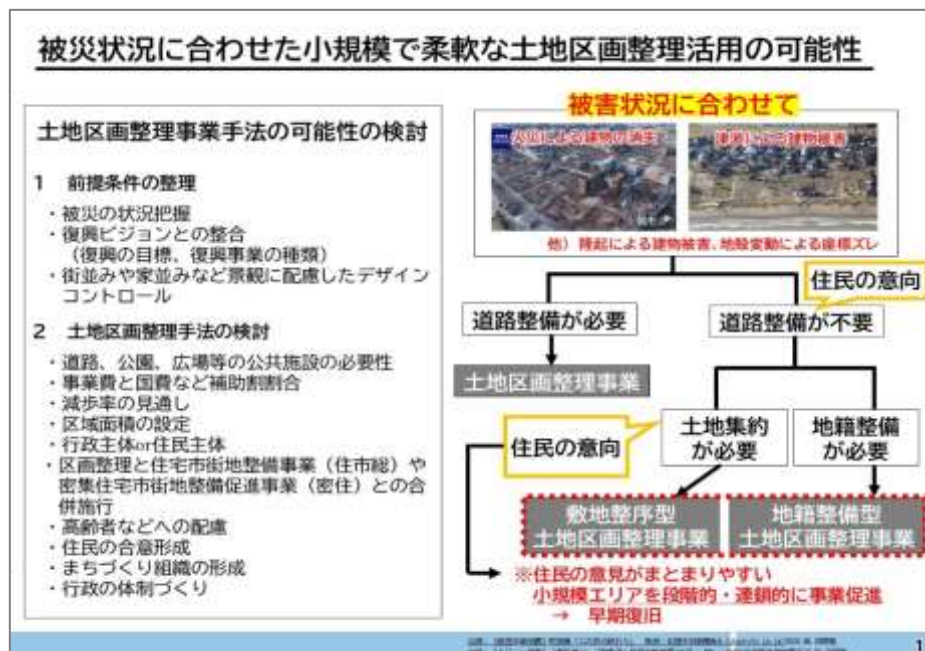 被災状況に合わせた小規模で柔軟な土地区画整理活用の可能性
土地区画整理事業手法の可能性の検討
1 前提条件の整理
・被災の状況把握
・復興ビジョンとの整合
(復興の目標、復興事業の種類)
・街並みや家並みなど景観に配慮したデザイン
コントロール
2 土地区画整理手法の検討
・道路、公園、広場等の公共施設の必要性
・事業費と国費など補助割割合
・減歩率の見通し
・区域面積の設定
・行政主体or住民主体
・区画整理と住宅市街地整備事業(住市総)や
密集住宅市街地整備促進事業(密住)との合
併施行
・高齢者などへの配慮
・住民の合意形成
・まちづくり組織の形成
・行政の体制づくり
被害状況に合わせて
火災による建物の消失
津波による建物被害
他)隆起による建物被害、地殻変動による座標ズレ
住民の意向
道路整備が必要
道路整備が不要
土地区画整理事業
住民の意向
土地集約
が必要
地籍整備
が必要
敷地整序型
土地区画整理事業
地籍整備型
土地区画整理事業
※住民の意見がまとまりやすい
小規模エリアを段階的・連鎖的に事業促進
→ 早期復旧
1